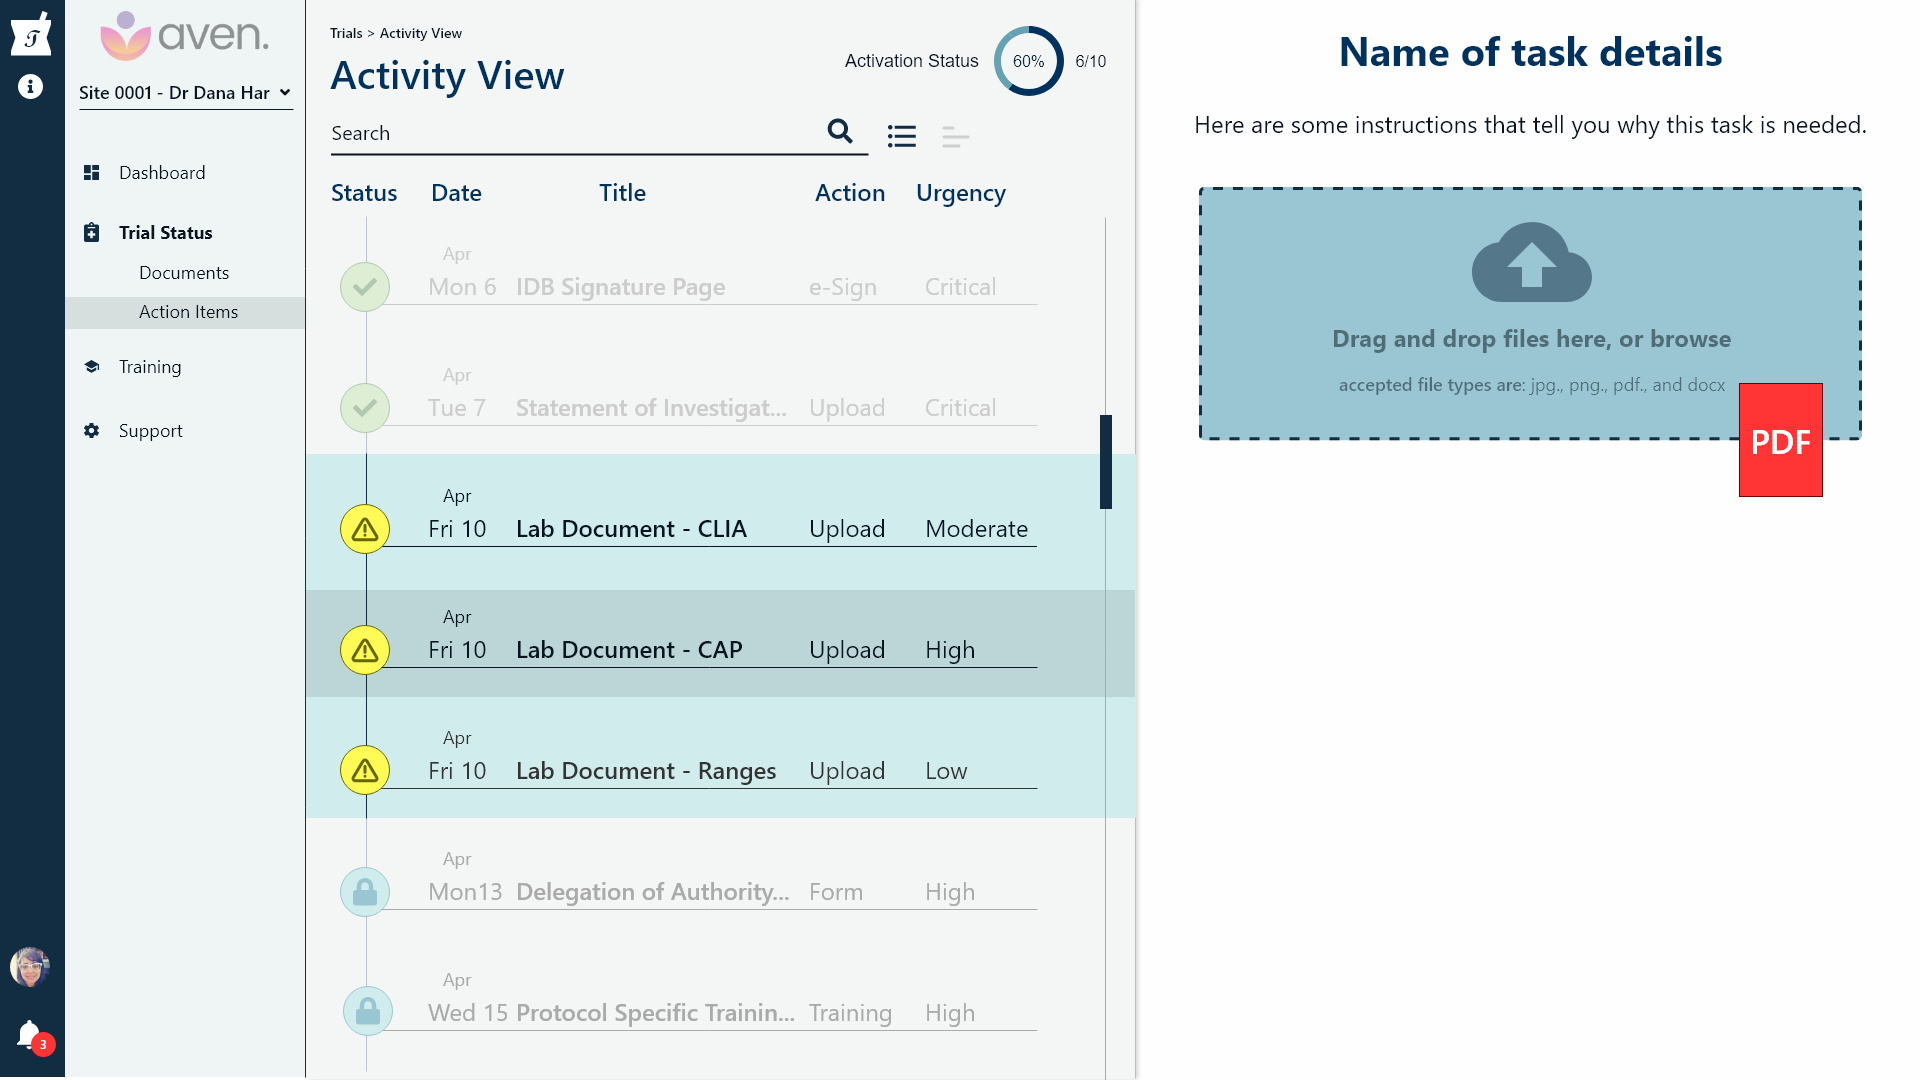 aven.
Site 0001 - Dr Dana Har
Dashboard
Trial Status
Documents
Action Items
Training
Support
3
Trials > Activity View
Activity View
Activation Status 60% 6/10
Search
Status Date Title Action Urgency
Apr
Mon 6 IDB Signature Page e-Sign Critical
Apr
Tue 7 Statement of Investigat... Upload Critical
Apr
Fri 10 Lab Document - CLIA Upload Moderate
Apr
Fri 10 Lab Document - CAP Upload High
Apr
Fri 10 Lab Document - Ranges Upload Low
Apr
Mon13 Delegation of Authority... Form High
Apr
Wed 15 Protocol Specific Trainin... Training High
Name of task details
Here are some instructions that tell you why this task is needed.
Drag and drop files here, or browse
accepted file types are: jpg., png., pdf., and docx
PDF